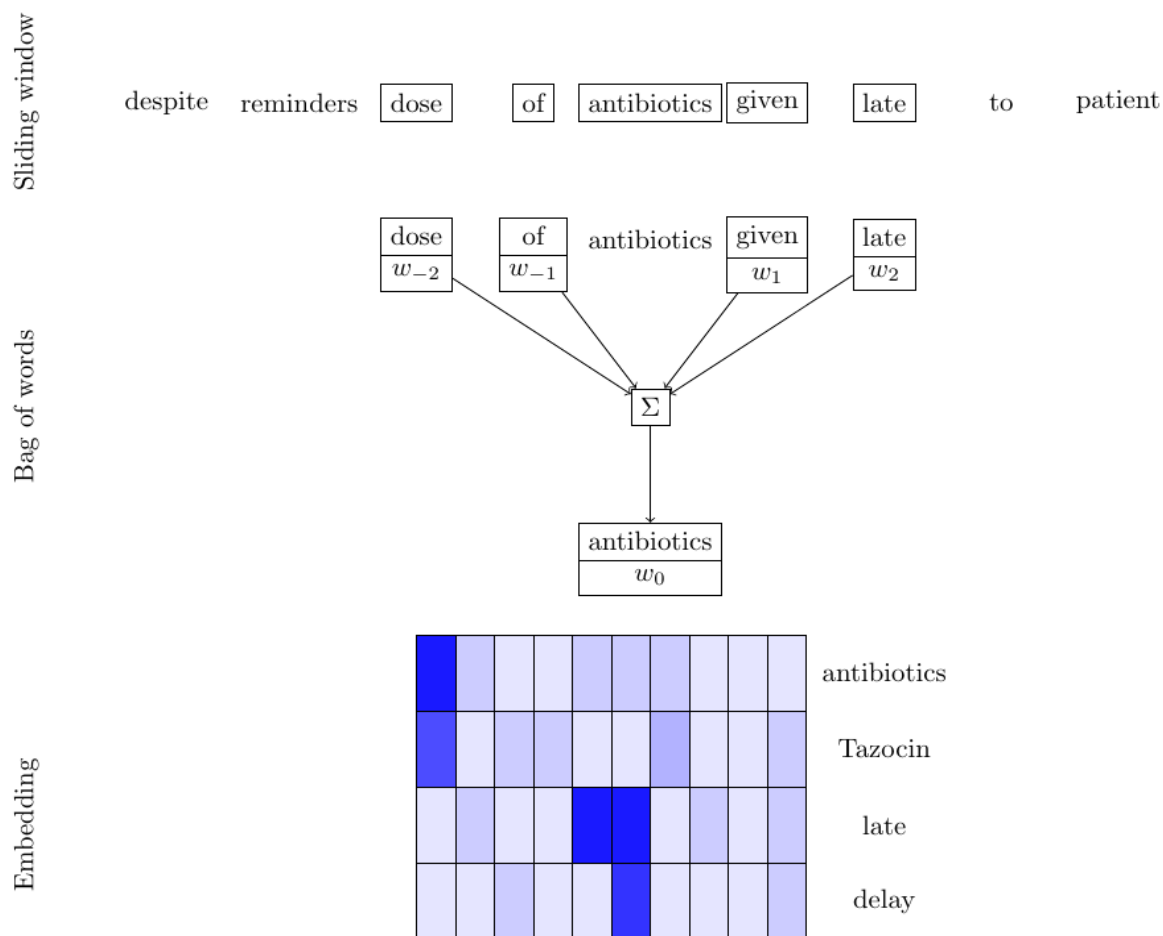 Sliding window
despite reminders dose of antibiotics given late to patient
Bag of words
dose of antibiotics given late
w₋₂ w₋₁ w₁ w₂
Σ
antibiotics
w₀
Embedding
antibiotics
Tazocin
late
delay